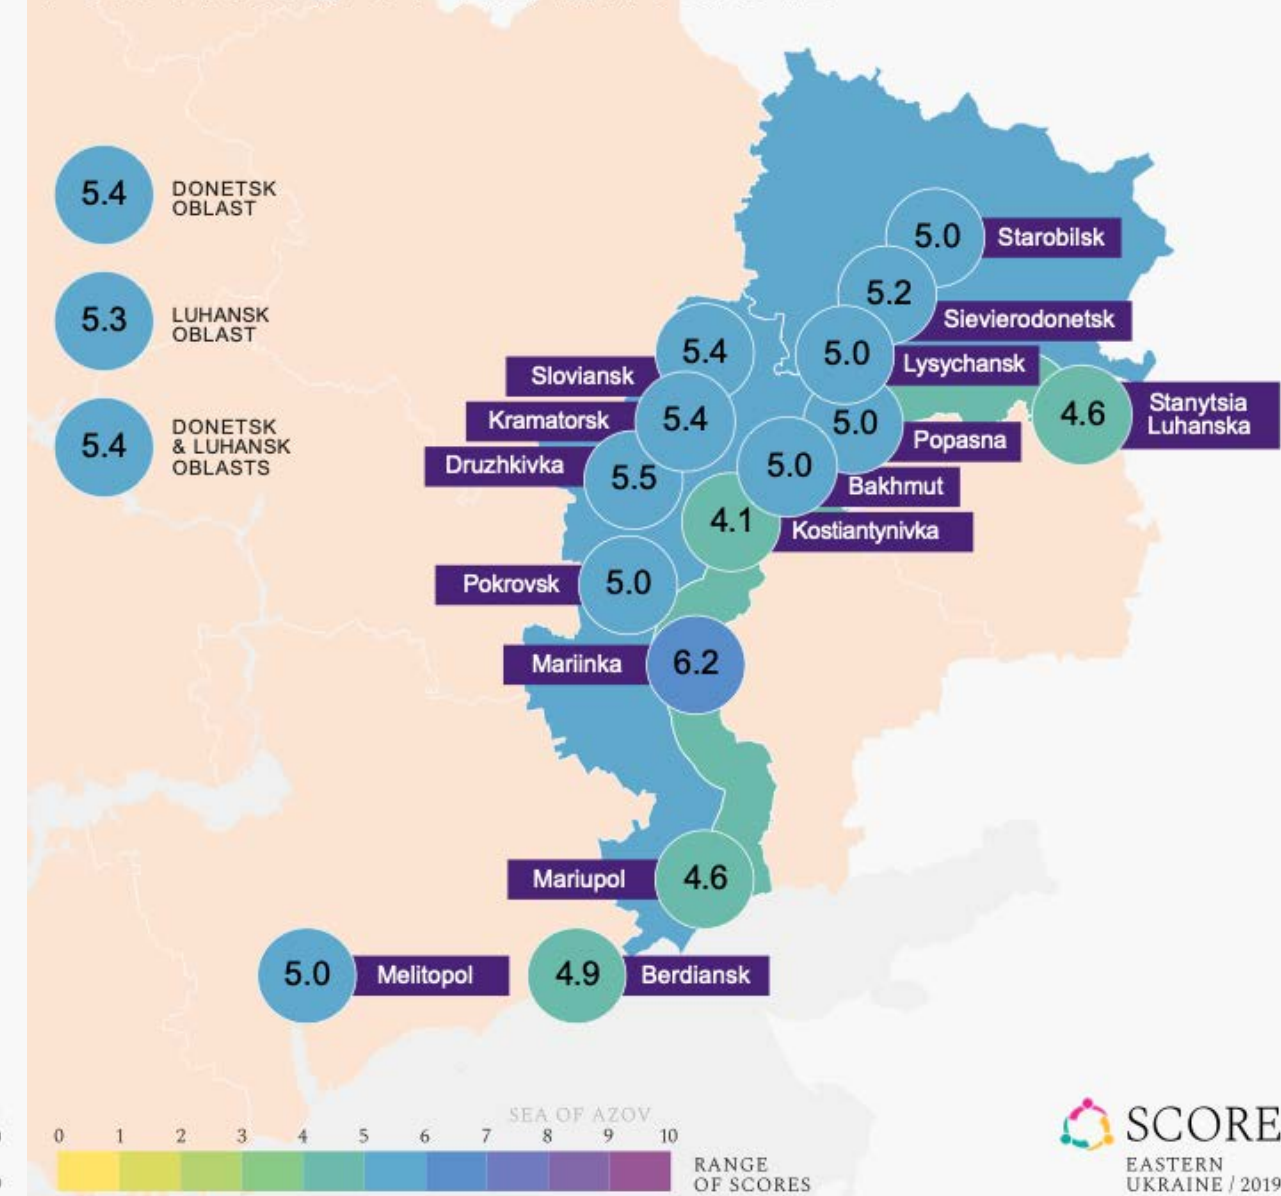 5.4
DONETSK
OBLAST
5.3
LUHANSK
OBLAST
5.4
DONETSK
& LUHANSK
OBLASTS
5.0
Starobilsk
5.2
Sievierodonetsk
5.0
Lysychansk
5.4
Sloviansk
4.6
Stanytsia
Luhanska
Kramatorsk
5.4
5.0
Popasna
Druzhkivka
5.5
5.0
Bakhmut
4.1
Kostiantynivka
Pokrovsk
5.0
Mariinka
6.2
Mariupol
4.6
5.0
Melitopol
4.9
Berdiansk
SEA OF AZOV
0 1 2 3 4 5 6 7 8 9 10
RANGE
OF SCORES
SCORE
EASTERN
UKRAINE / 2019